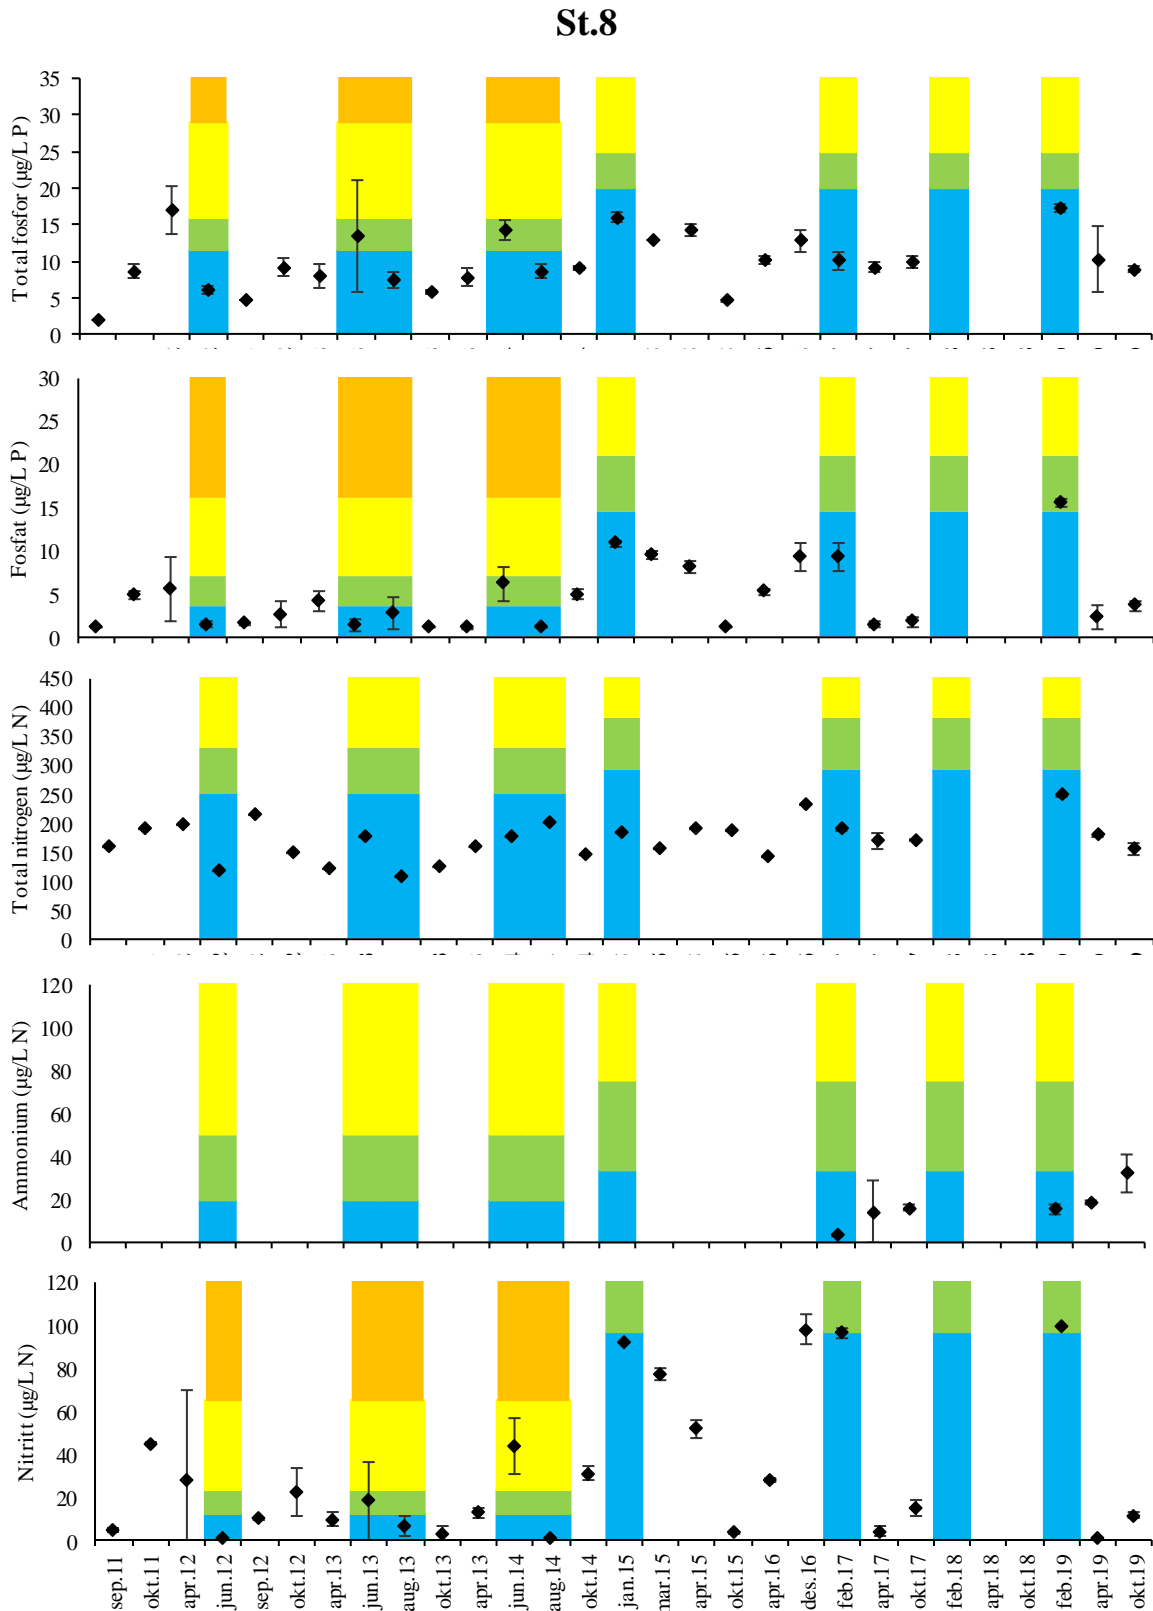 St.8
Total fosfor (µg/L P)
35
30
25
20
15
10
5
0
Fosfat (µg/L P)
30
25
20
15
10
5
0
Total nitrogen (µg/L N)
450
400
350
300
250
200
150
100
50
0
Ammonium (µg/L N)
120
100
80
60
40
20
0
Nitritt (µg/L N)
120
100
80
60
40
20
0
sep.11
okt.11
apr.12
jun.12
sep.12
okt.12
apr.13
jun.13
aug.13
okt.13
apr.13
jun.14
aug.14
okt.14
jan.15
mar.15
apr.15
okt.15
apr.16
des.16
feb.17
apr.17
okt.17
feb.18
apr.18
okt.18
feb.19
apr.19
okt.19